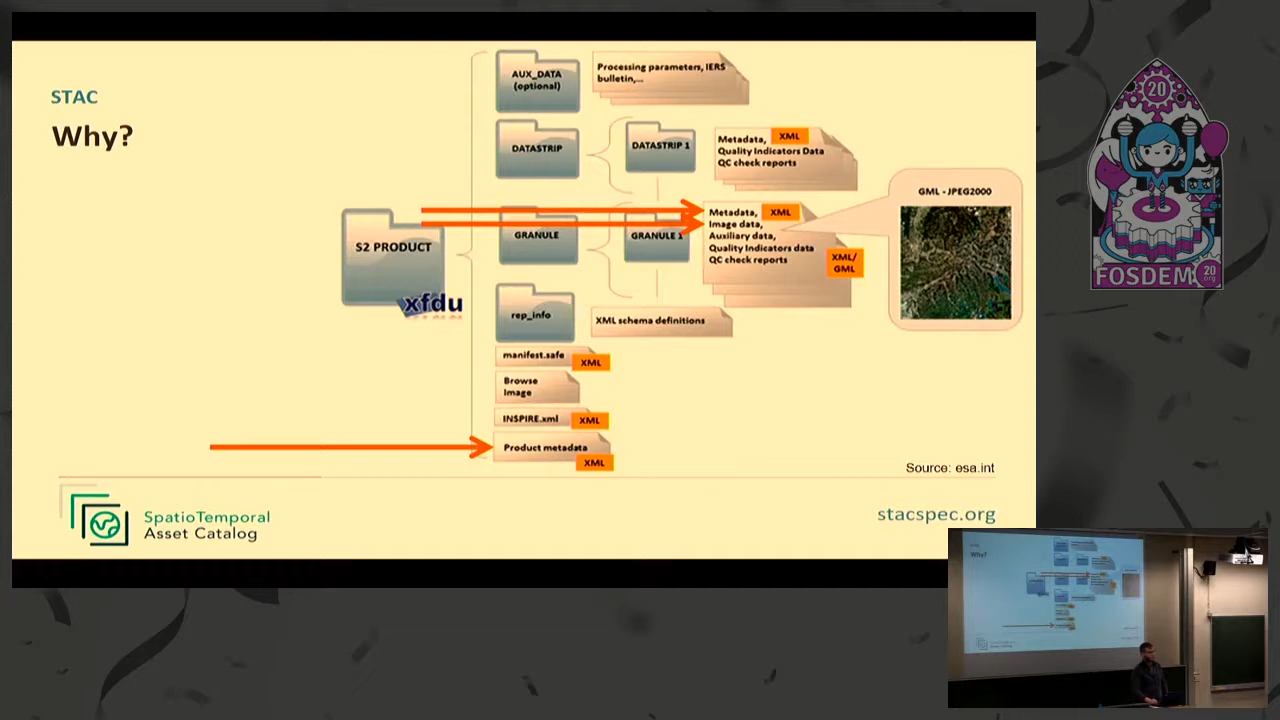 STAC
Why?
AUX_DATA
(optional)
Processing parameters, IERS
bulletin,...
DATASTRIP
DATASTRIP 1
Metadata,
XML
Quality Indicators Data
QC check reports
S2 PRODUCT
xfdu
GRANULE
GRANULE 1
Metadata,
XML
Image data,
Auxiliary data,
Quality Indicators data
QC check reports
XML/
GML
GML - JPEG2000
rep_info
XML schema definitions
manifest.safe
XML
Browse
Image
INSPIRE.xml
XML
Product metadata
XML
Source: esa.int
SpatioTemporal
Asset Catalog
stacspec.org
20
FOSDEM
20
.org
Why?